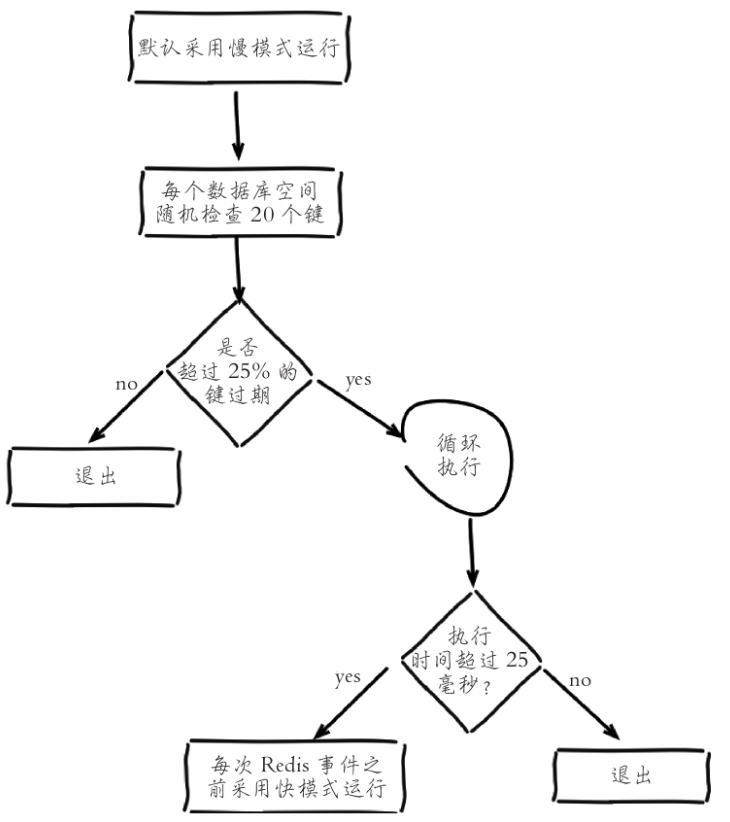 默认采用慢模式运行
每个数据库空间
随机检查 20 个键
是否
超过 25% 的
键过期
no
yes
退出
循环
执行
执行
时间超过 25
毫秒？
yes
no
每次 Redis 事件之
前采用快模式运行
退出